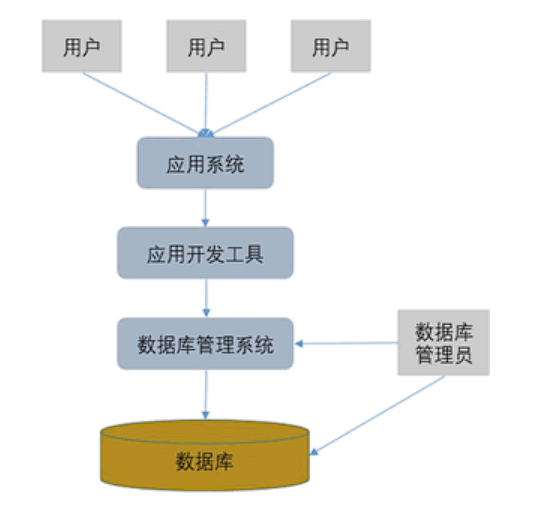 用户
用户
用户
应用系统
应用开发工具
数据库管理系统
数据库
管理员
数据库